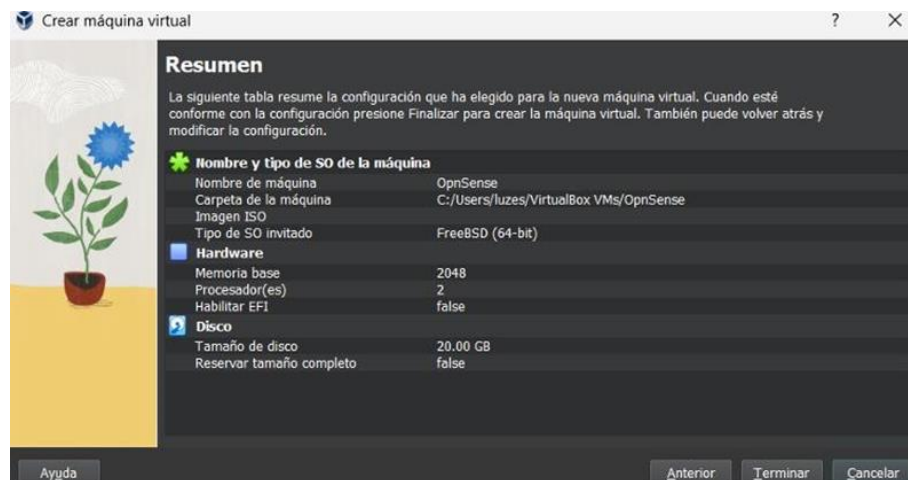 Crear máquina virtual
?
Resumen
La siguiente tabla resume la configuración que ha elegido para la nueva máquina virtual. Cuando esté
conforme con la configuración presione Finalizar para crear la máquina virtual. También puede volver atrás y
modificar la configuración.
Nombre y tipo de SO de la máquina
Nombre de máquina OpnSense
Carpeta de la máquina C:/Users/luzes/VirtualBox VMs/OpnSense
Imagen ISO
Tipo de SO invitado FreeBSD (64-bit)
Hardware
Memoria base 2048
Procesador(es) 2
Habilitar EFI false
Disco
Tamaño de disco 20.00 GB
Reservar tamaño completo false
Ayuda Anterior Terminar Cancelar